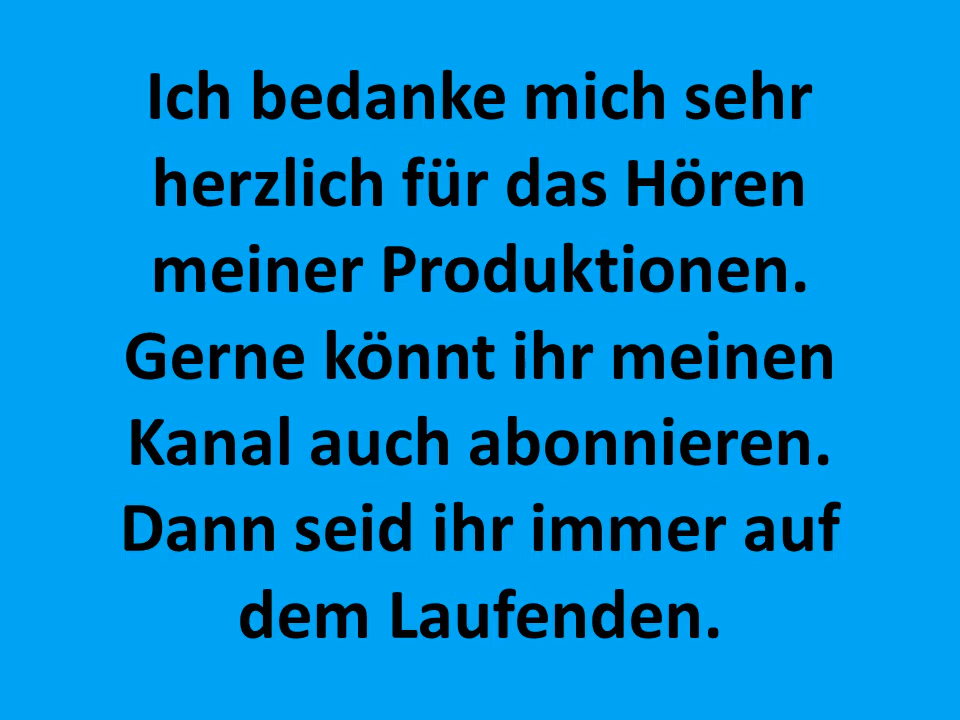 Ich bedanke mich sehr
herzlich für das Hören
meiner Produktionen.
Gerne könnt ihr meinen
Kanal auch abonnieren.
Dann seid ihr immer auf
dem Laufenden.